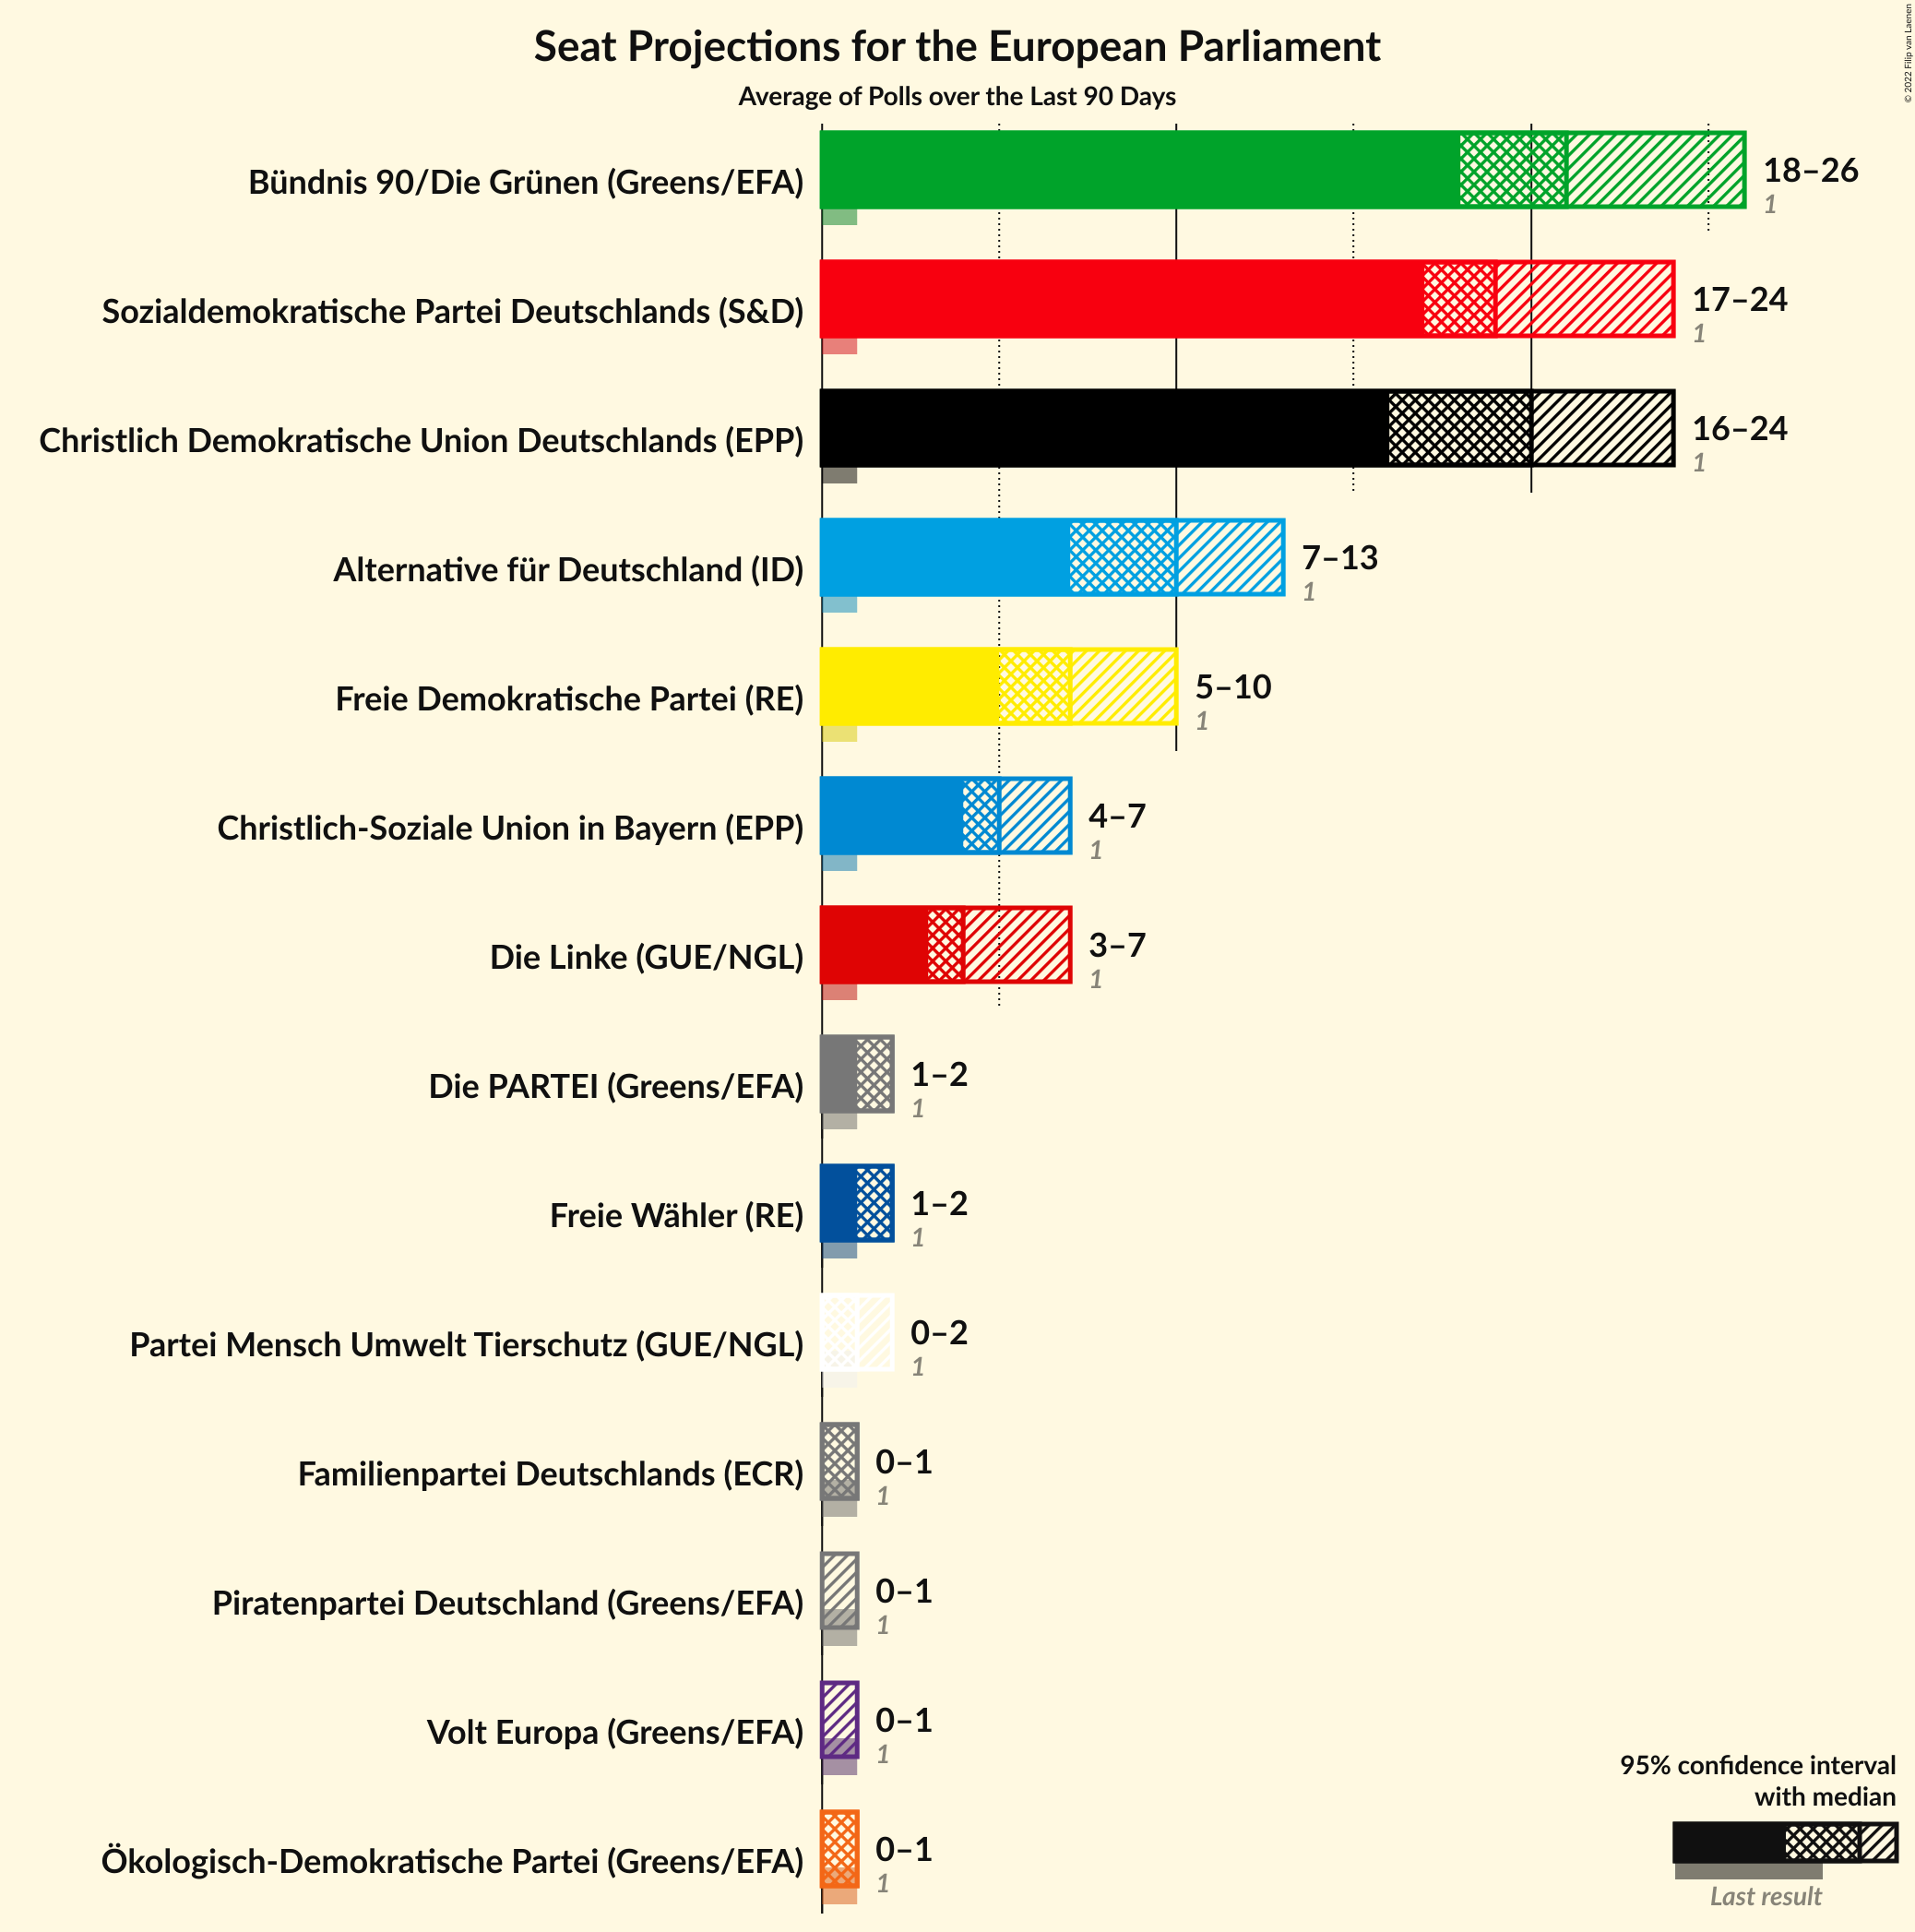 Seat Projections for the European Parliament
Average of Polls over the Last 90 Days
© 2022 Filip van Laenen
Bündnis 90/Die Grünen (Greens/EFA)
18–26
1
Sozialdemokratische Partei Deutschlands (S&D)
17–24
1
Christlich Demokratische Union Deutschlands (EPP)
16–24
1
Alternative für Deutschland (ID)
7–13
1
Freie Demokratische Partei (RE)
5–10
1
Christlich-Soziale Union in Bayern (EPP)
4–7
1
Die Linke (GUE/NGL)
3–7
1
Die PARTEI (Greens/EFA)
1–2
1
Freie Wähler (RE)
1–2
1
Partei Mensch Umwelt Tierschutz (GUE/NGL)
0–2
1
Familienpartei Deutschlands (ECR)
0–1
1
Piratenpartei Deutschland (Greens/EFA)
0–1
1
Volt Europa (Greens/EFA)
0–1
1
Ökologisch-Demokratische Partei (Greens/EFA)
0–1
1
95% confidence interval
with median
Last result